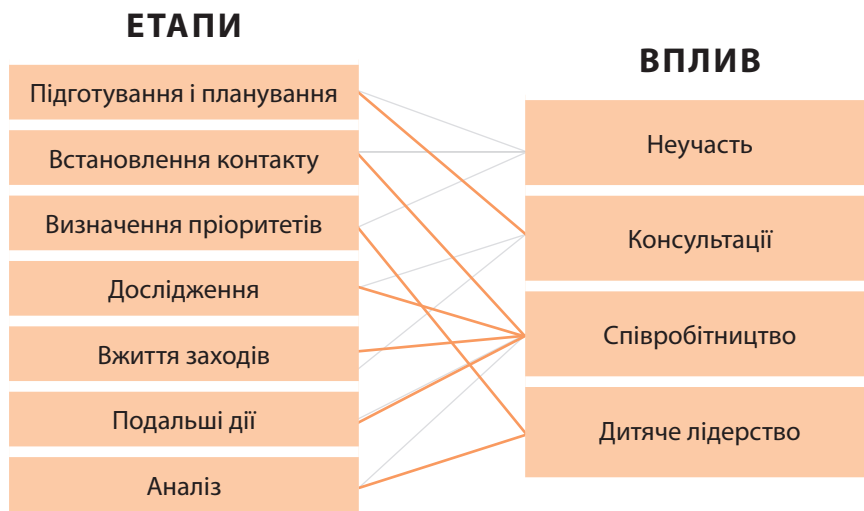 ЕТАПИ
Підготування і планування
Встановлення контакту
Визначення пріоритетів
Дослідження
Вжиття заходів
Подальші дії
Аналіз
ВПЛИВ
Неучасть
Консультації
Співробітництво
Дитяче лідерство